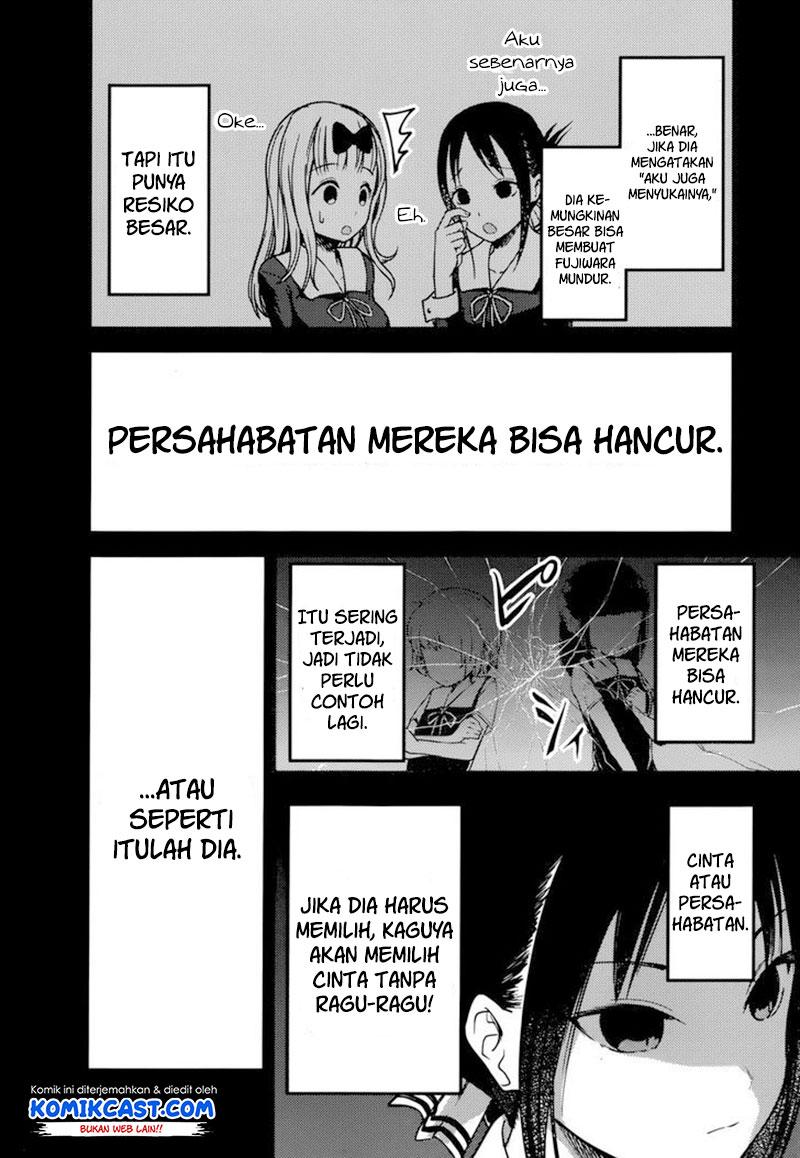 ...BENAR,
JIKA DIA
MENGATAKAN
"AKU JUGA
MENYUKAINYA,"
DIA KE-
MUNGKINAN
BESAR BISA
MEMBUAT
FUJIWARA
MUNDUR.
Aku
sebenarnya
juga...
Eh.
Oke...
TAPI ITU
PUNYA
RESIKO
BESAR.
PERSAHABATAN MEREKA BISA HANCUR.
PERSA-
HABATAN
MEREKA
BISA
HANCUR.
ピシ
ITU SERING
TERJADI,
JADI TIDAK
PERLU
CONTOH
LAGI.
...ATAU
SEPERTI
ITULAH DIA.
CINTA
ATAU
PERSA-
HABATAN.
JIKA DIA HARUS
MEMILIH, KAGUYA
AKAN MEMILIH
CINTA TANPA
RAGU-RAGU!
Komik ini diterjemahkan & diedit oleh
KOMIKCAST.COM
BUKAN WEB LAIN!!